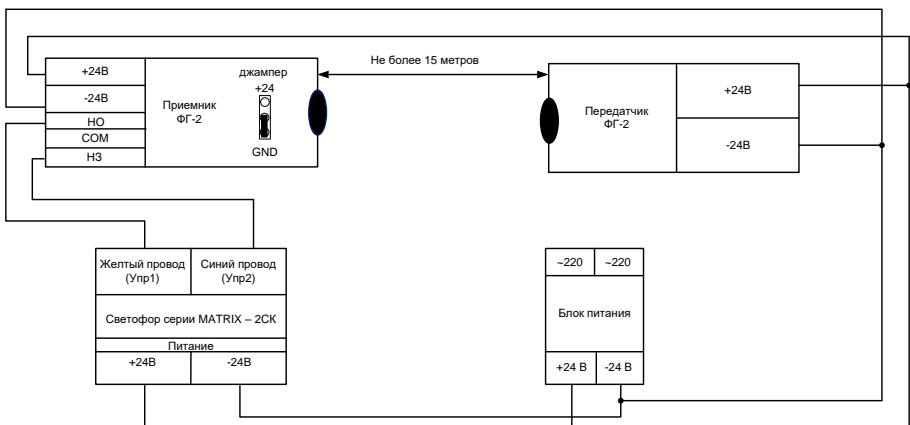 Не более 15 метров
+24В
-24В
НО
COM
НЗ
Приемник
ФГ-2
джампер
+24
GND
Передатчик
ФГ-2
+24В
-24В
Желтый провод
(Упр1)
Синий провод
(Упр2)
Светофор серии MATRIX – 2СК
Питание
+24В
-24В
~220
~220
Блок питания
+24 В
-24 В